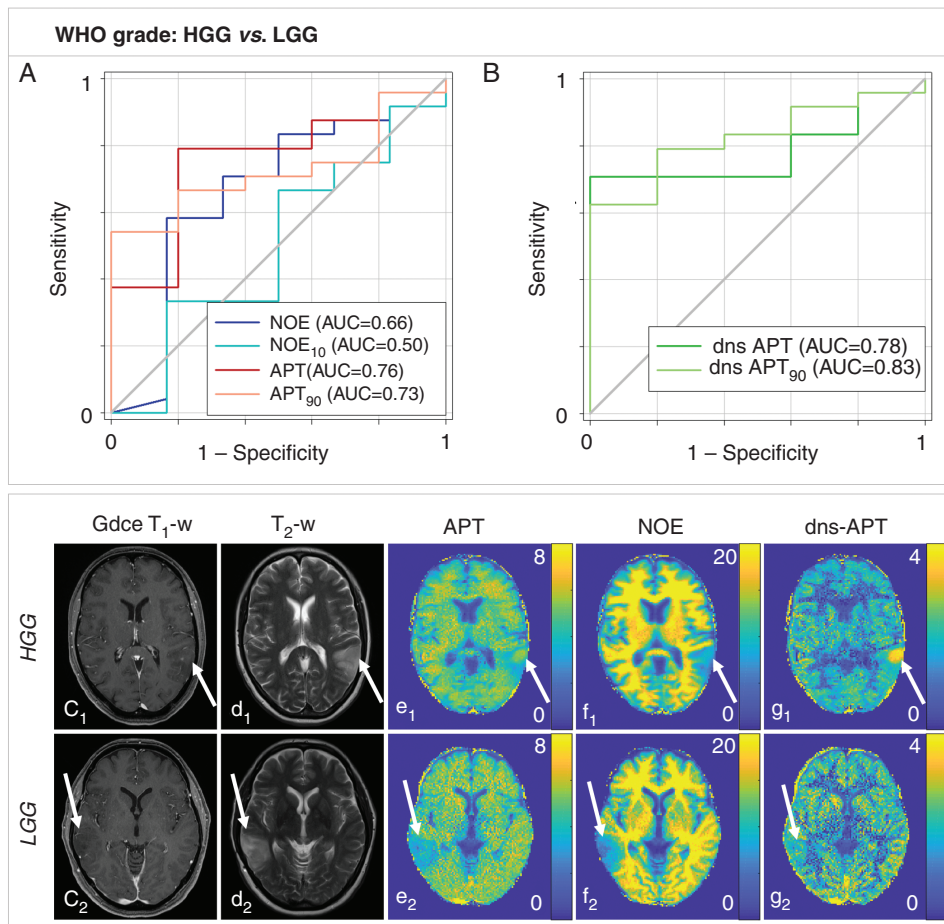 WHO grade: HGG vs. LGG
A
1
Sensitivity
0
NOE (AUC=0.66)
NOE₁₀ (AUC=0.50)
APT(AUC=0.76)
APT₉₀ (AUC=0.73)
0
1
1 – Specificity
B
1
Sensitivity
0
dns APT (AUC=0.78)
dns APT₉₀ (AUC=0.83)
0
1
1 – Specificity
Gdce T₁-w
T₂-w
APT
NOE
dns-APT
HGG
C₁
d₁
8
e₁
0
20
f₁
0
4
g₁
0
LGG
C₂
d₂
8
e₂
0
20
f₂
0
4
g₂
0